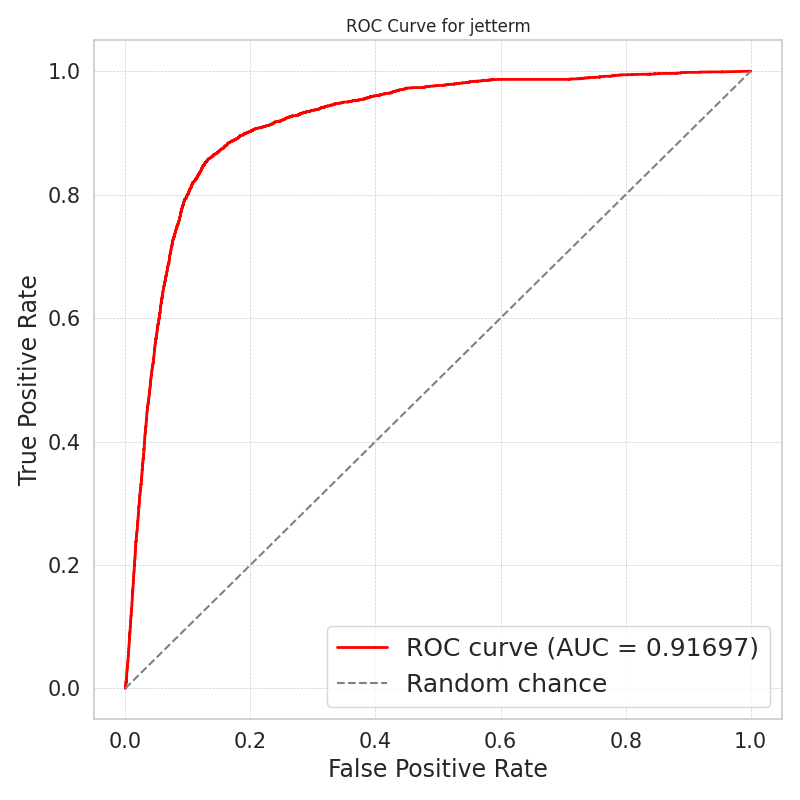 ROC Curve for jetterm
1.0
0.8
0.6
0.4
0.2
0.0
True Positive Rate
ROC curve (AUC = 0.91697)
Random chance
0.0 0.2 0.4 0.6 0.8 1.0
False Positive Rate